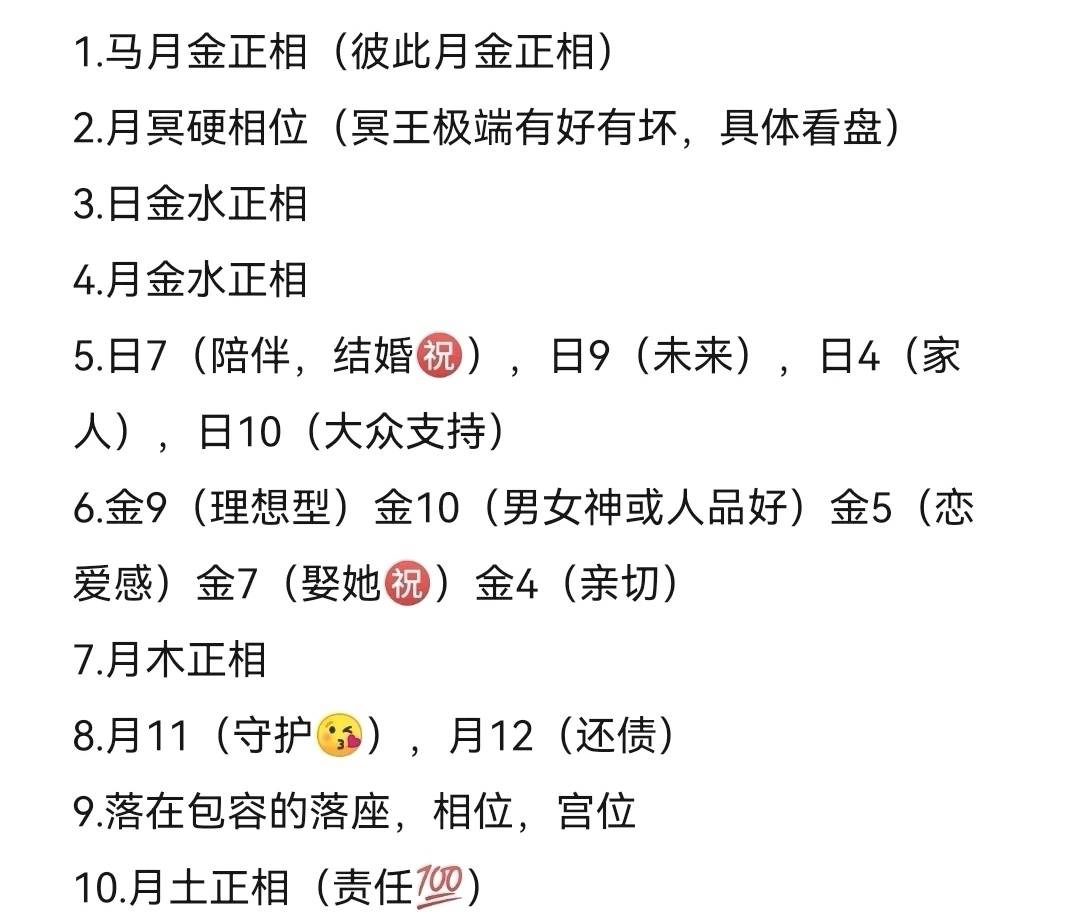 1.马月金正相（彼此月金正相）
2.月冥硬相位（冥王极端有好有坏，具体看盘）
3.日金水正相
4.月金水正相
5.日7（陪伴，结婚㊗️），日9（未来），日4（家
人），日10（大众支持）
6.金9（理想型）金10（男女神或人品好）金5（恋
爱感）金7（娶她㊗️）金4（亲切）
7.月木正相
8.月11（守护😘），月12（还债）
9.落在包容的落座，相位，宫位
10.月土正相（责任💯）